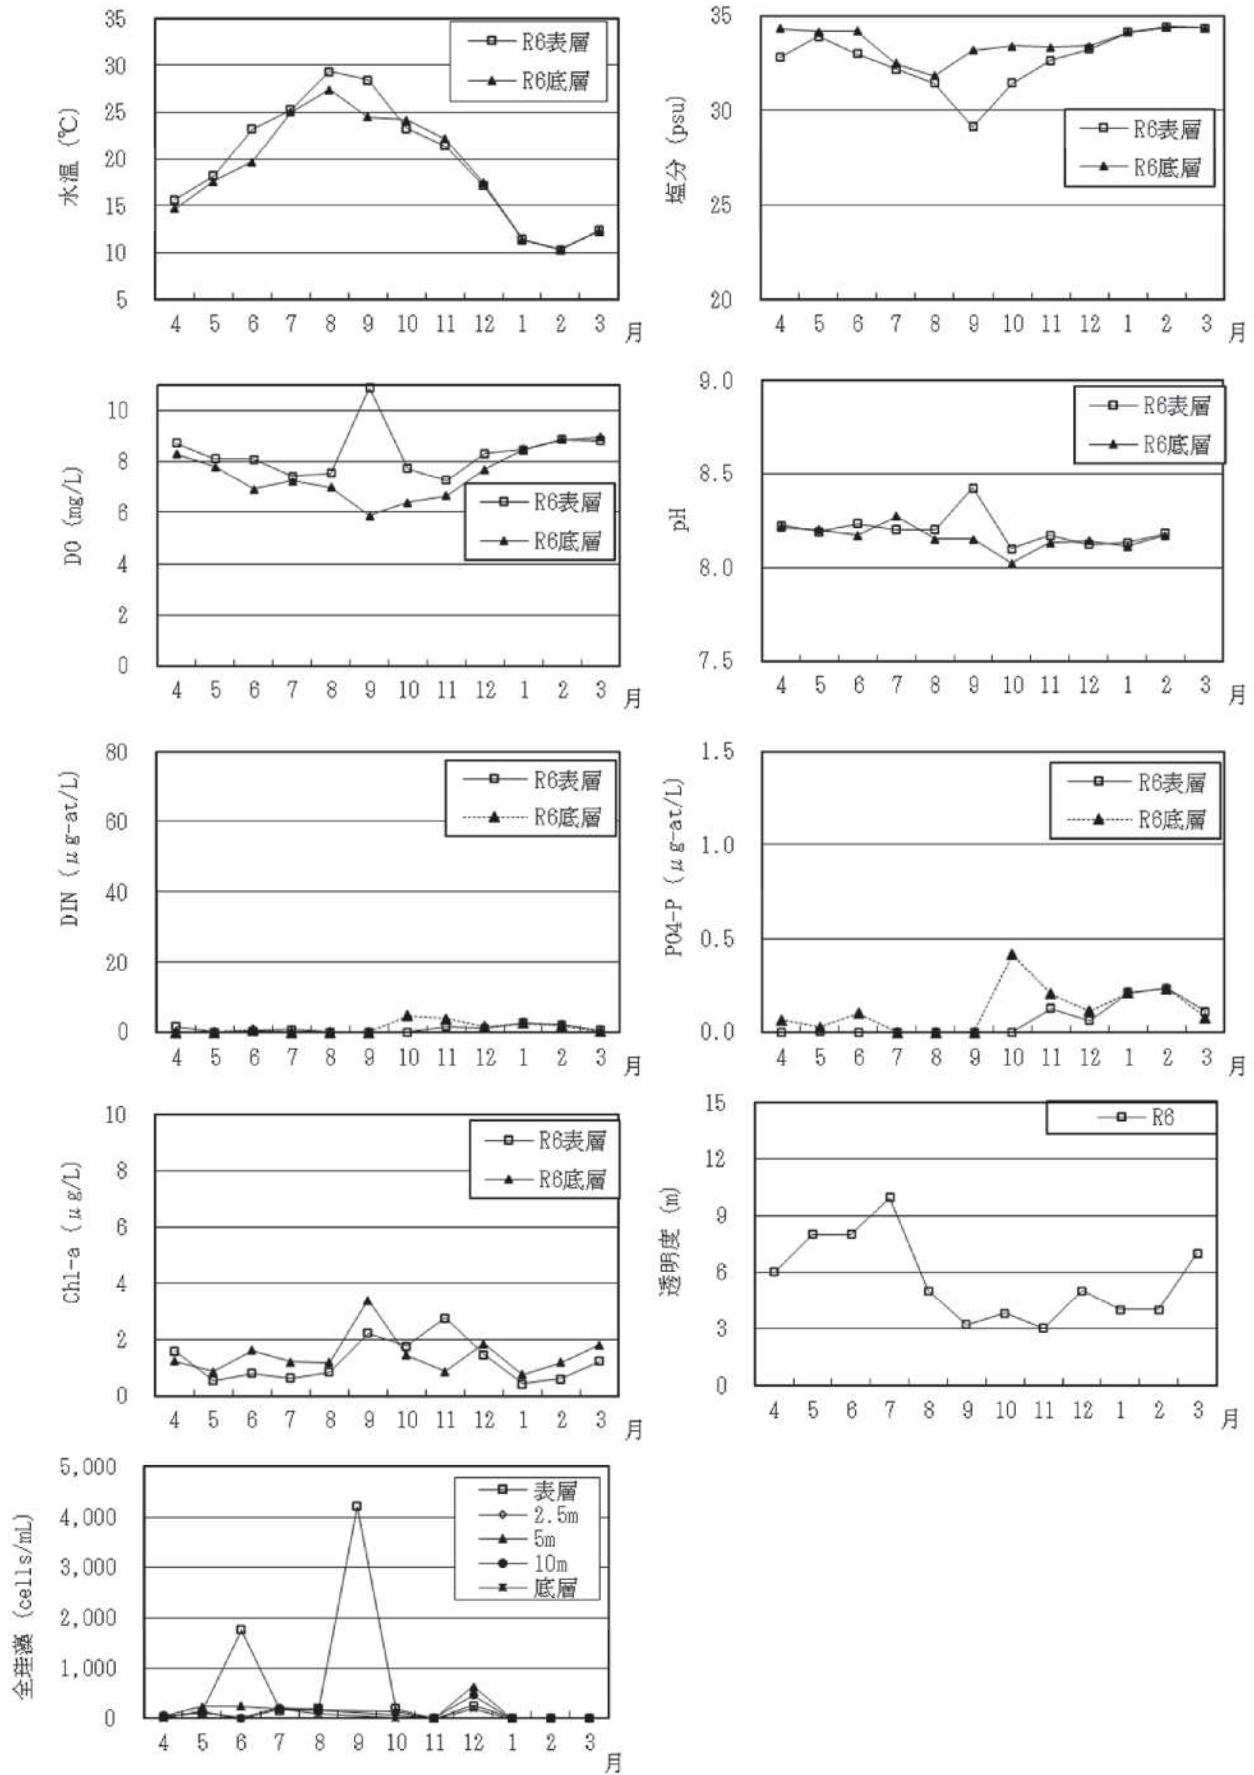 35
30
25
20
15
10
5
水温 (℃)
R6表層
R6底層
4 5 6 7 8 9 10 11 12 1 2 3 月
35
30
25
20
塩分 (psu)
R6表層
R6底層
4 5 6 7 8 9 10 11 12 1 2 3 月
10
8
6
4
2
0
DO (mg/L)
R6表層
R6底層
4 5 6 7 8 9 10 11 12 1 2 3 月
9.0
8.5
8.0
7.5
pH
R6表層
R6底層
4 5 6 7 8 9 10 11 12 1 2 3 月
80
60
40
20
0
DIN (μg-at/L)
R6表層
R6底層
4 5 6 7 8 9 10 11 12 1 2 3 月
1.5
1.0
0.5
0.0
PO4-P (μg-at/L)
R6表層
R6底層
4 5 6 7 8 9 10 11 12 1 2 3 月
10
8
6
4
2
0
Chl-a (μg/L)
R6表層
R6底層
4 5 6 7 8 9 10 11 12 1 2 3 月
15
12
9
6
3
0
透明度 (m)
R6
4 5 6 7 8 9 10 11 12 1 2 3 月
5,000
4,000
3,000
2,000
1,000
0
全珪藻 (cells/mL)
表層
2.5m
5m
10m
底層
4 5 6 7 8 9 10 11 12 1 2 3 月